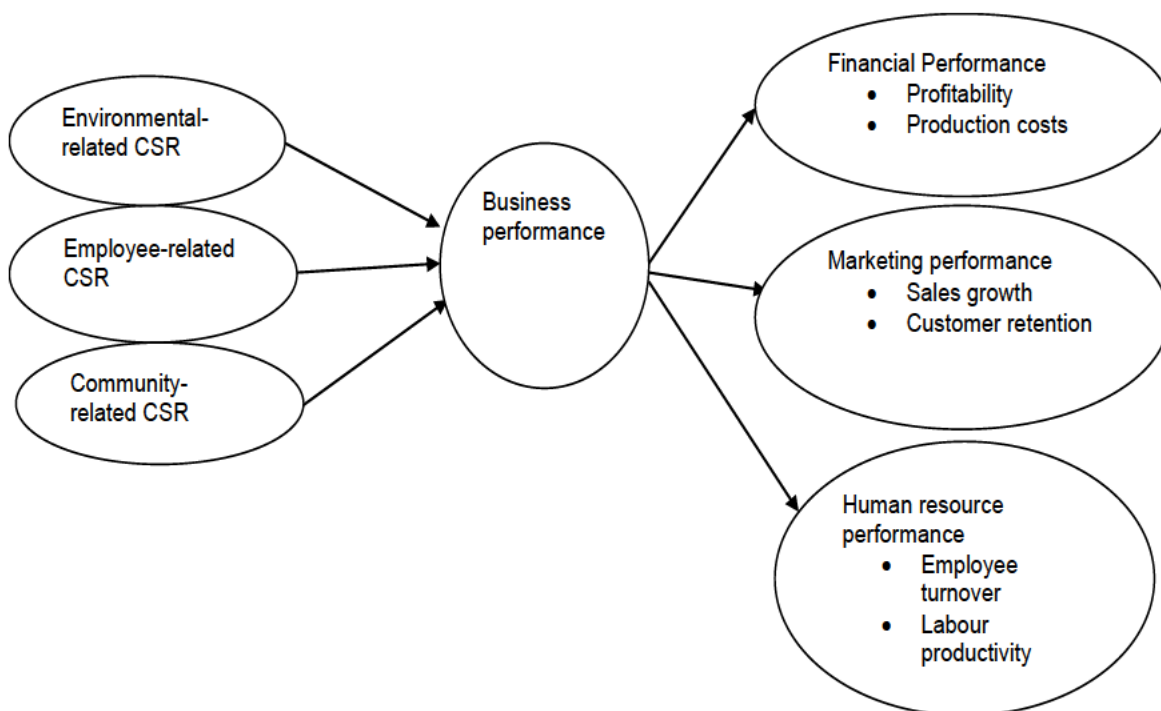 Environmental-
related CSR
Employee-related
CSR
Community-
related CSR
Business
performance
Financial Performance
• Profitability
• Production costs
Marketing performance
• Sales growth
• Customer retention
Human resource
performance
• Employee
turnover
• Labour
productivity